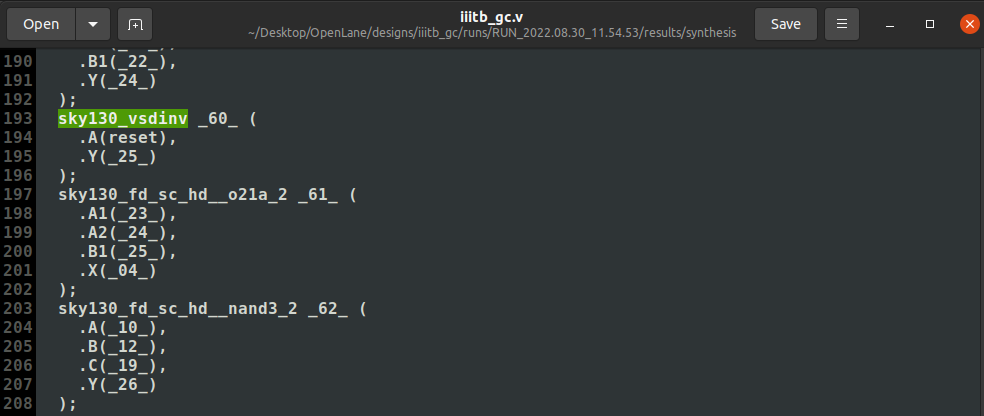 Open
iiitb_gc.v
~/Desktop/OpenLane/designs/iiitb_gc/runs/RUN_2022.08.30_11.54.53/results/synthesis
Save
190 .B1(_22_),
191 .Y(_24_)
192 );
193 sky130_vsdinv _60_ (
194 .A(reset),
195 .Y(_25_)
196 );
197 sky130_fd_sc_hd__o21a_2 _61_ (
198 .A1(_23_),
199 .A2(_24_),
200 .B1(_25_),
201 .X(_04_)
202 );
203 sky130_fd_sc_hd__nand3_2 _62_ (
204 .A(_10_),
205 .B(_12_),
206 .C(_19_),
207 .Y(_26_)
208 );